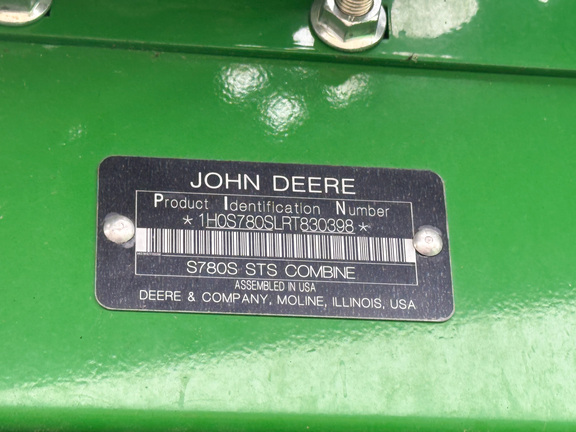 JOHN DEERE
Product Identification Number
*1H0S780SLRT830398*
S780S STS COMBINE
ASSEMBLED IN USA
DEERE & COMPANY, MOLINE, ILLINOIS, USA